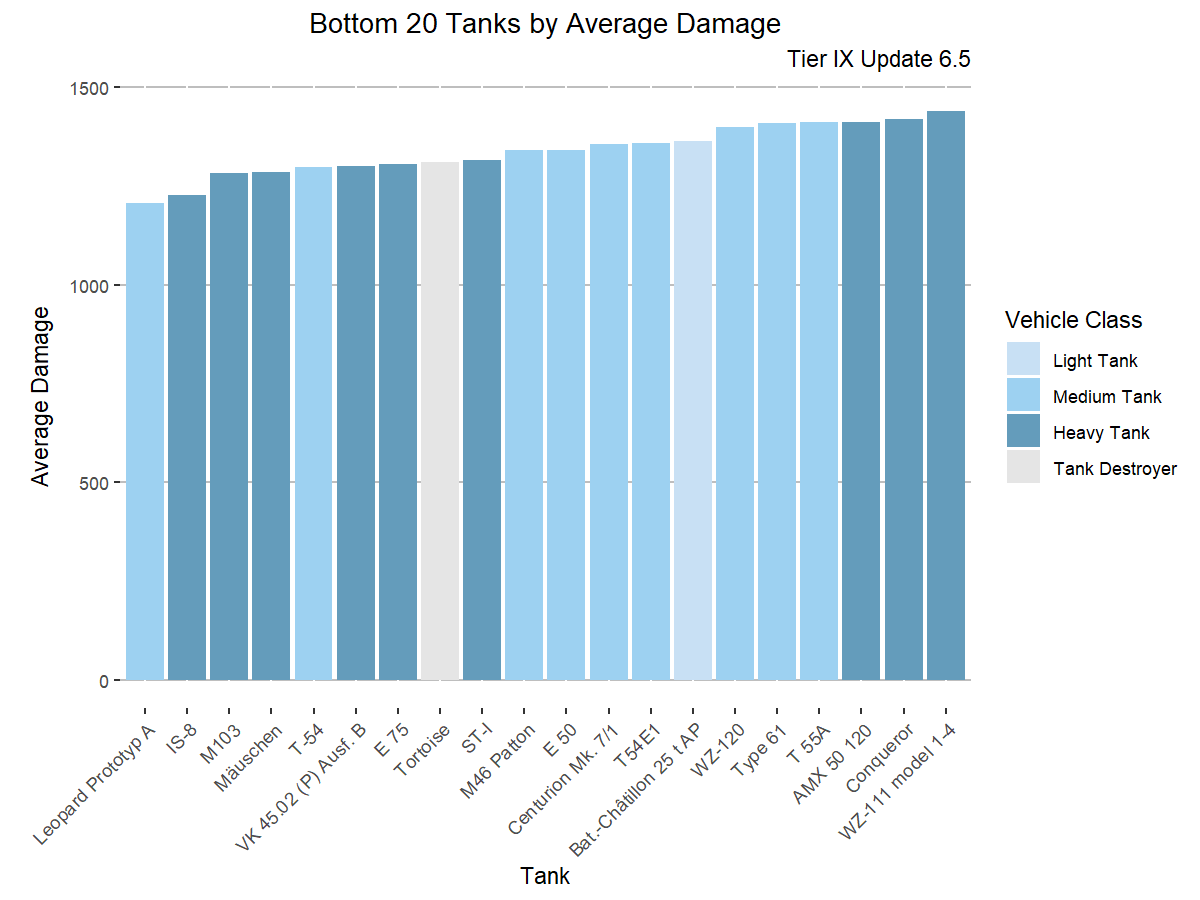 Bottom 20 Tanks by Average Damage
Tier IX Update 6.5
Average Damage
1500
1000
500
0
Leopard Prototyp A
IS-8
M103
Mäuschen
T-54
VK 45.02 (P) Ausf. B
E 75
Tortoise
ST-I
M46 Patton
E 50
Centurion Mk. 7/1
T54E1
Bat.-Châtillon 25 t AP
WZ-120
Type 61
T 55A
AMX 50 120
Conqueror
WZ-111 model 1-4
Tank
Vehicle Class
Light Tank
Medium Tank
Heavy Tank
Tank Destroyer